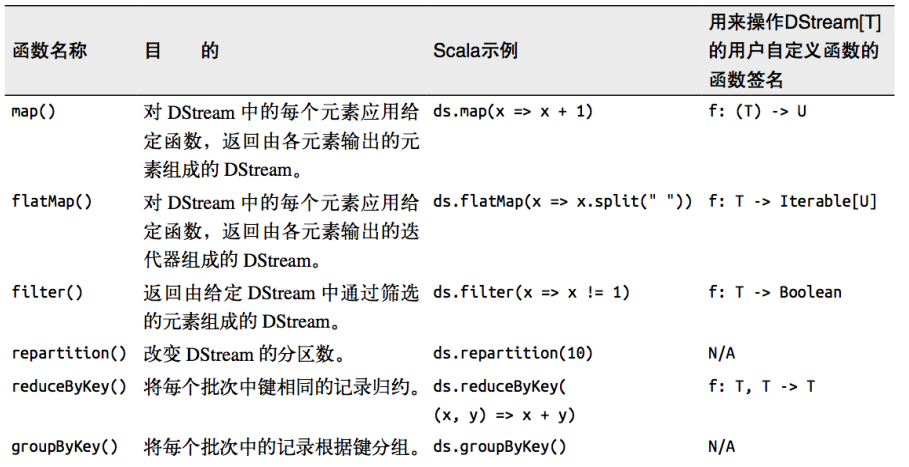 函数名称 目 的 Scala示例 用来操作DStream[T]的用户自定义函数的函数签名
map() 对 DStream 中的每个元素应用给 ds.map(x => x + 1) f: (T) -> U
定函数，返回由各元素输出的元
素组成的 DStream。
flatMap() 对 DStream 中的每个元素应用给 ds.flatMap(x => x.split(" ")) f: T -> Iterable[U]
定函数，返回由各元素输出的迭
代器组成的 DStream。
filter() 返回由给定 DStream 中通过筛选 ds.filter(x => x != 1) f: T -> Boolean
的元素组成的 DStream。
repartition() 改变 DStream 的分区数。 ds.repartition(10) N/A
reduceByKey() 将每个批次中键相同的记录归约。 ds.reduceByKey( f: T, T -> T
(x, y) => x + y)
groupByKey() 将每个批次中的记录根据键分组。 ds.groupByKey() N/A